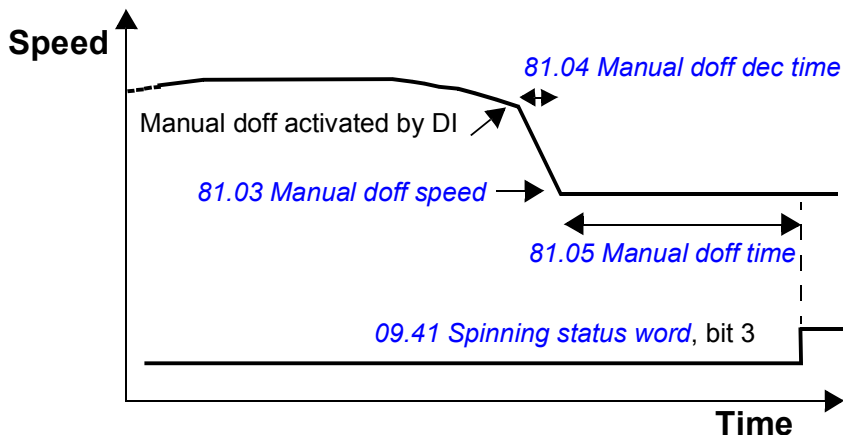 Speed
81.04 Manual doff dec time
Manual doff activated by DI
81.03 Manual doff speed
81.05 Manual doff time
09.41 Spinning status word, bit 3
Time